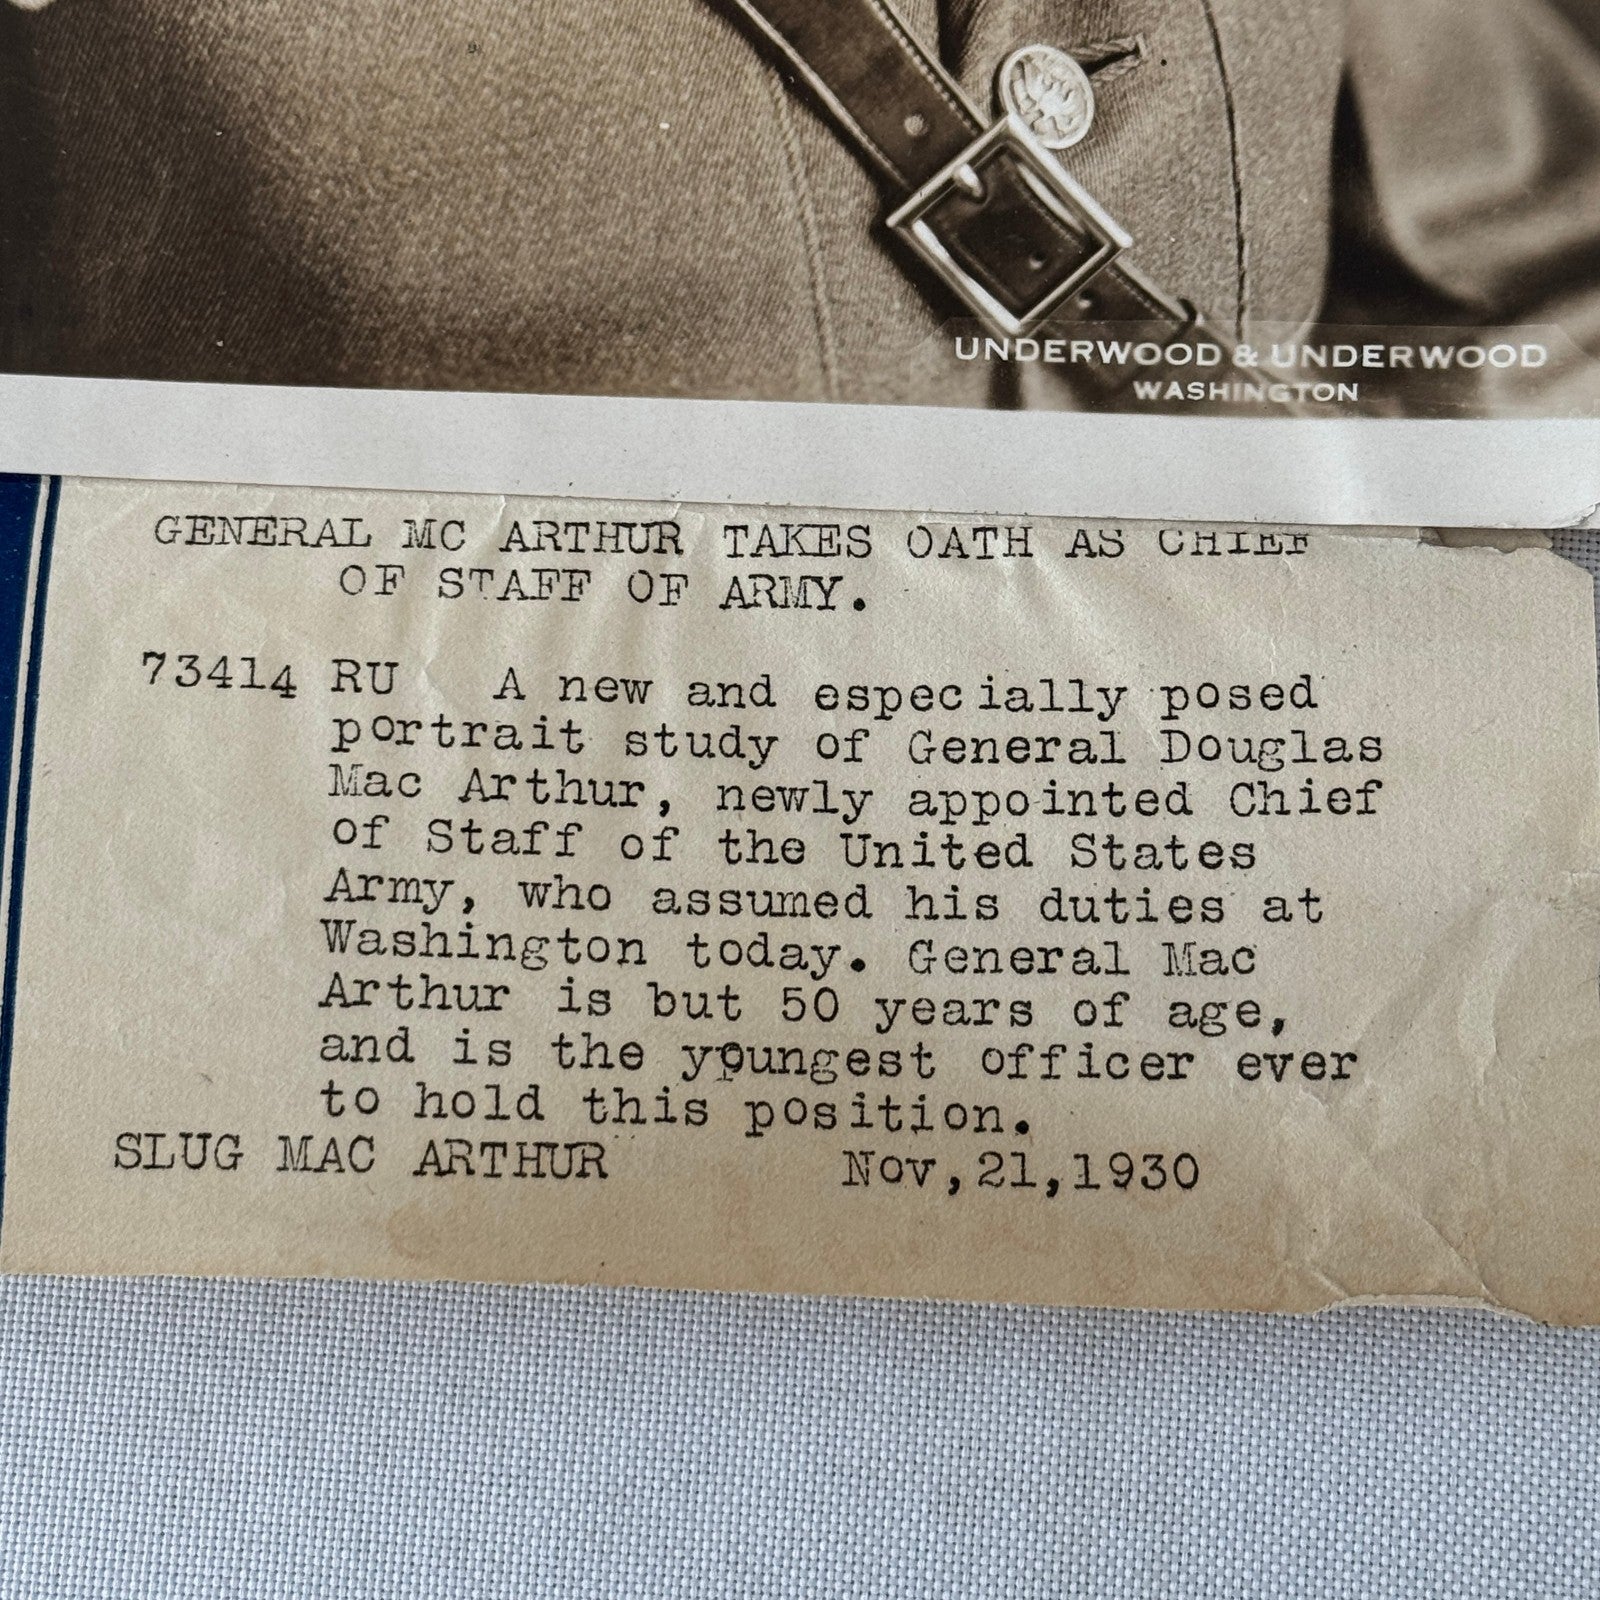 UNDERWOOD & UNDERWOOD
WASHINGTON
GENERAL MC ARTHUR TAKES OATH AS CHIEF
OF STAFF OF ARMY.
73414 RU A new and especially posed
portrait study of General Douglas
Mac Arthur, newly appointed Chief
of Staff of the United States
Army, who assumed his duties at
Washington today. General Mac
Arthur is but 50 years of age,
and is the youngest officer ever
to hold this position.
SLUG MAC ARTHUR Nov,21,1930